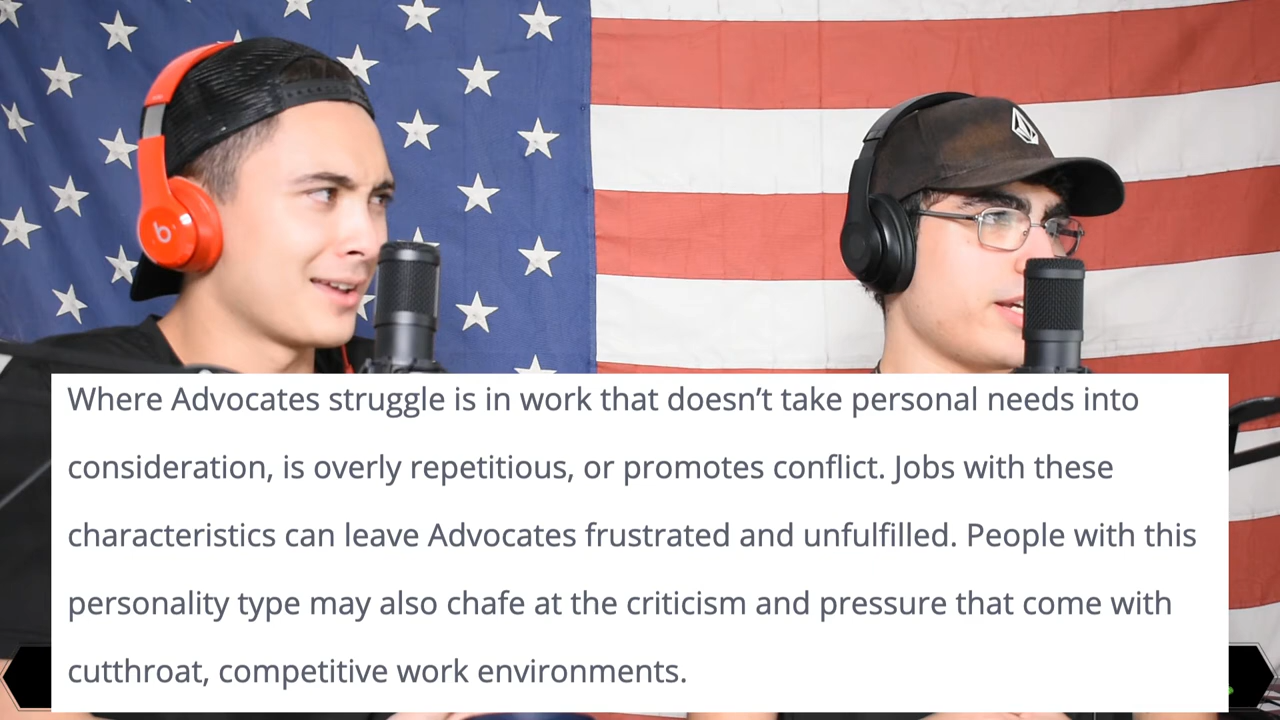 Where Advocates struggle is in work that doesn’t take personal needs into
consideration, is overly repetitious, or promotes conflict. Jobs with these
characteristics can leave Advocates frustrated and unfulfilled. People with this
personality type may also chafe at the criticism and pressure that come with
cutthroat, competitive work environments.